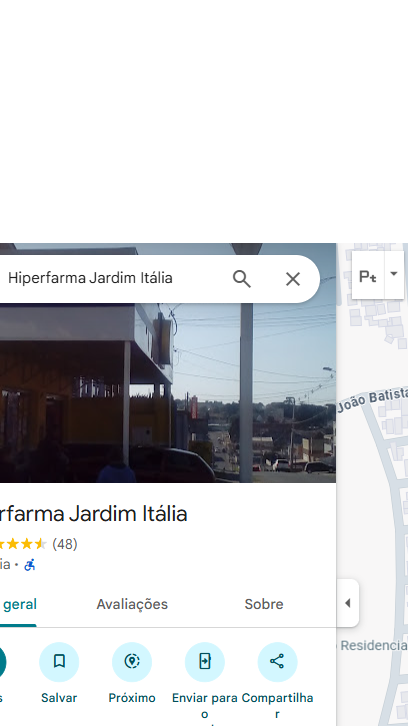 Hiperfarma Jardim Itália
Pt
João Batista
rfarma Jardim Itália
(48)
ia ·
geral Avaliações Sobre
Residencia
s Salvar Próximo Enviar para o Compartilhar